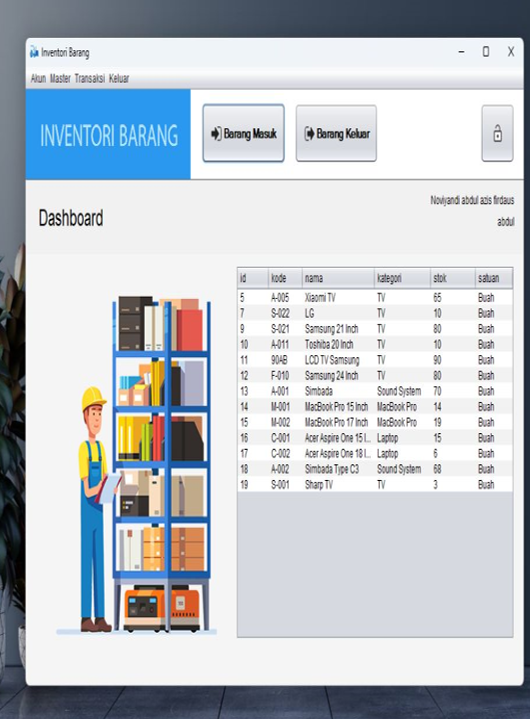 Inventori Barang
Akun Master Transaksi Keluar
INVENTORI BARANG
Barang Masuk
Barang Keluar
Noviyandi abdul azis firdaus
Dashboard
abdul
id kode nama kategori stok satuan
5 A-005 Xiaomi TV TV 65 Buah
7 S-022 LG TV 10 Buah
9 S-021 Samsung 21 Inch TV 80 Buah
10 A-011 Toshiba 20 Inch TV 10 Buah
11 90AB LCD TV Samsung TV 90 Buah
12 F-010 Samsung 24 Inch TV 80 Buah
13 A-001 Simbada Sound System 70 Buah
14 M-001 MacBook Pro 15 Inch MacBook Pro 14 Buah
15 M-002 MacBook Pro 17 Inch MacBook Pro 19 Buah
16 C-001 Acer Aspire One 15 I... Laptop 15 Buah
17 C-002 Acer Aspire One 18 I... Laptop 6 Buah
18 A-002 Simbada Type C3 Sound System 68 Buah
19 S-001 Sharp TV TV 3 Buah